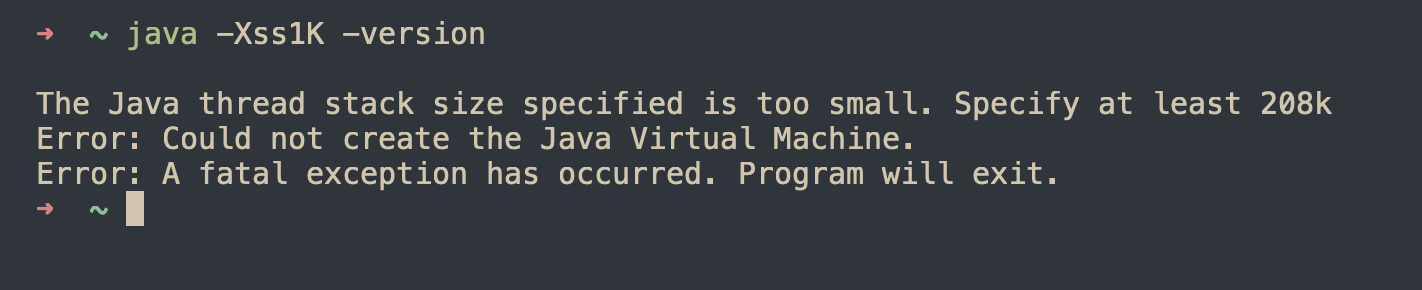 ➜ ~ java -Xss1K -version
The Java thread stack size specified is too small. Specify at least 208k
Error: Could not create the Java Virtual Machine.
Error: A fatal exception has occurred. Program will exit.
➜ ~